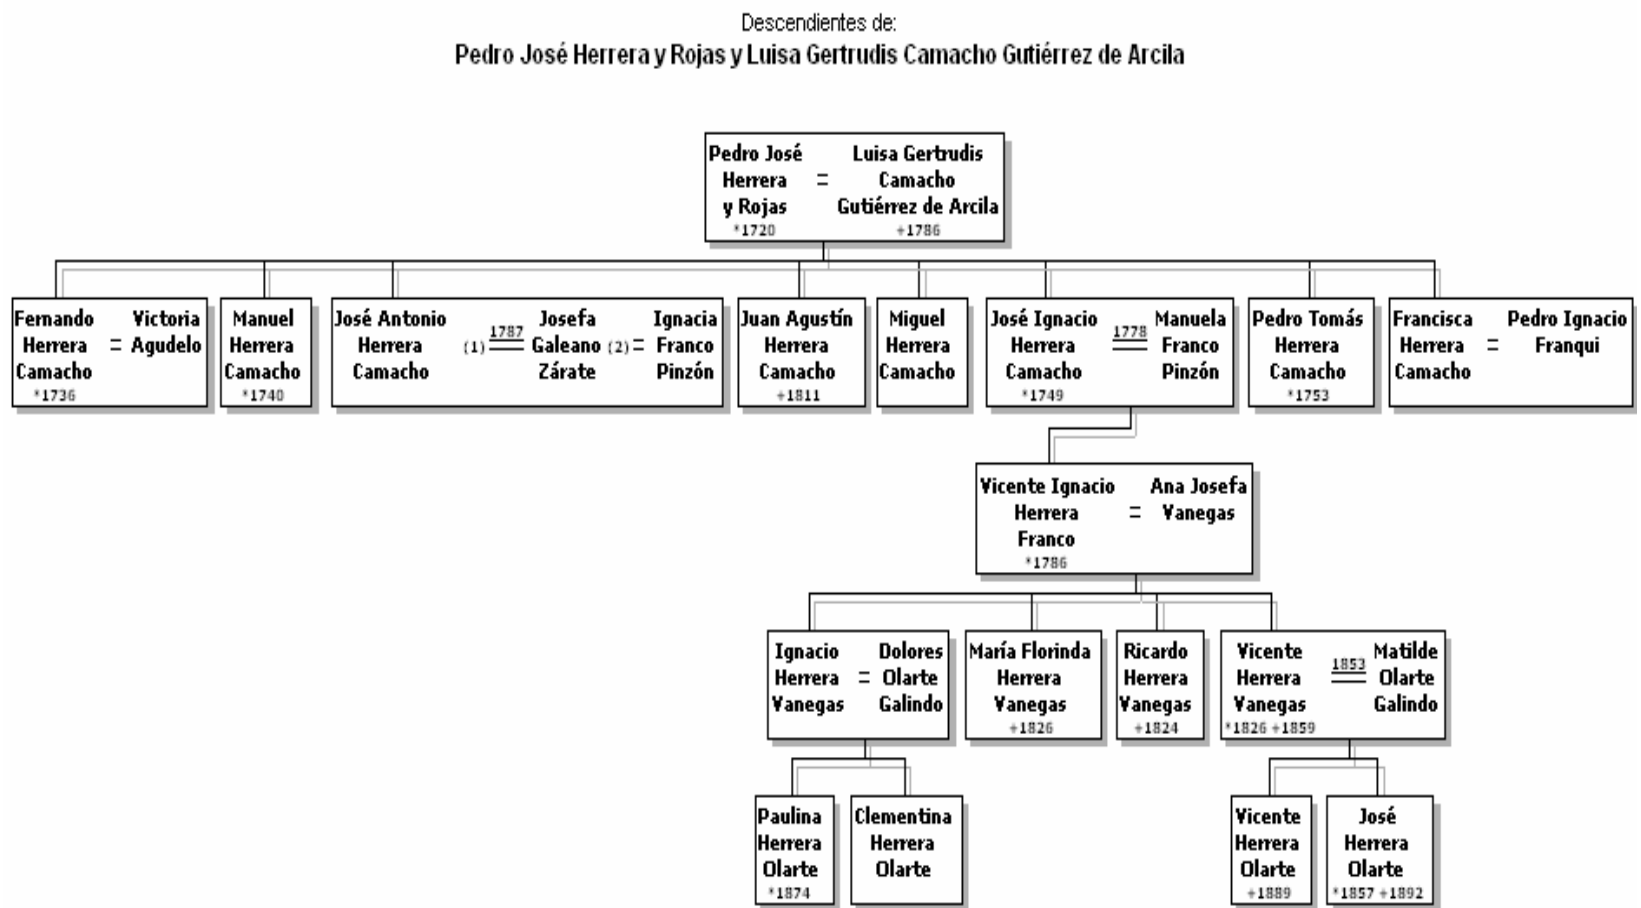 Descendientes de:
Pedro José Herrera y Rojas y Luisa Gertrudis Camacho Gutiérrez de Arcila
Pedro José
Herrera
y Rojas
*1720
=
Luisa Gertrudis
Camacho
Gutiérrez de Arcila
+1786
Fernando
Herrera
Camacho
*1736
=
Victoria
Agudelo
Manuel
Herrera
Camacho
*1740
José Antonio
Herrera
Camacho
(1) 1787
Josefa
Galeano
Zárate
(2) =
Ignacia
Franco
Pinzón
Juan Agustín
Herrera
Camacho
+1811
Miguel
Herrera
Camacho
José Ignacio
Herrera
Camacho
*1749
1778
Manuela
Franco
Pinzón
Pedro Tomás
Herrera
Camacho
*1753
Francisca
Herrera
Camacho
=
Pedro Ignacio
Franqui
Vicente Ignacio
Herrera
Franco
*1786
=
Ana Josefa
Vanegas
Ignacio
Herrera
Vanegas
=
Dolores
Olarte
Galindo
María Florinda
Herrera
Vanegas
+1826
Ricardo
Herrera
Vanegas
+1824
Vicente
Herrera
Vanegas
*1826 +1859
1853
Matilde
Olarte
Galindo
Paulina
Herrera
Olarte
*1874
Clementina
Herrera
Olarte
Vicente
Herrera
Olarte
+1889
José
Herrera
Olarte
*1857 +1892